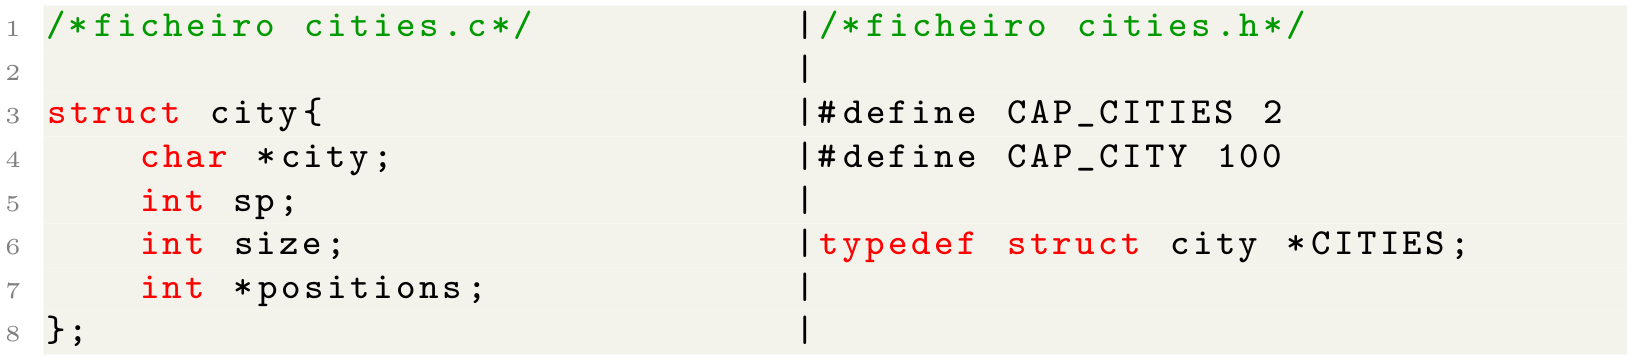 1 /*ficheiro cities.c*/ |/*ficheiro cities.h*/
2 |
3 struct city{ |#define CAP_CITIES 2
4     char *city; |#define CAP_CITY 100
5     int sp; |
6     int size; |typedef struct city *CITIES;
7     int *positions; |
8 }; |